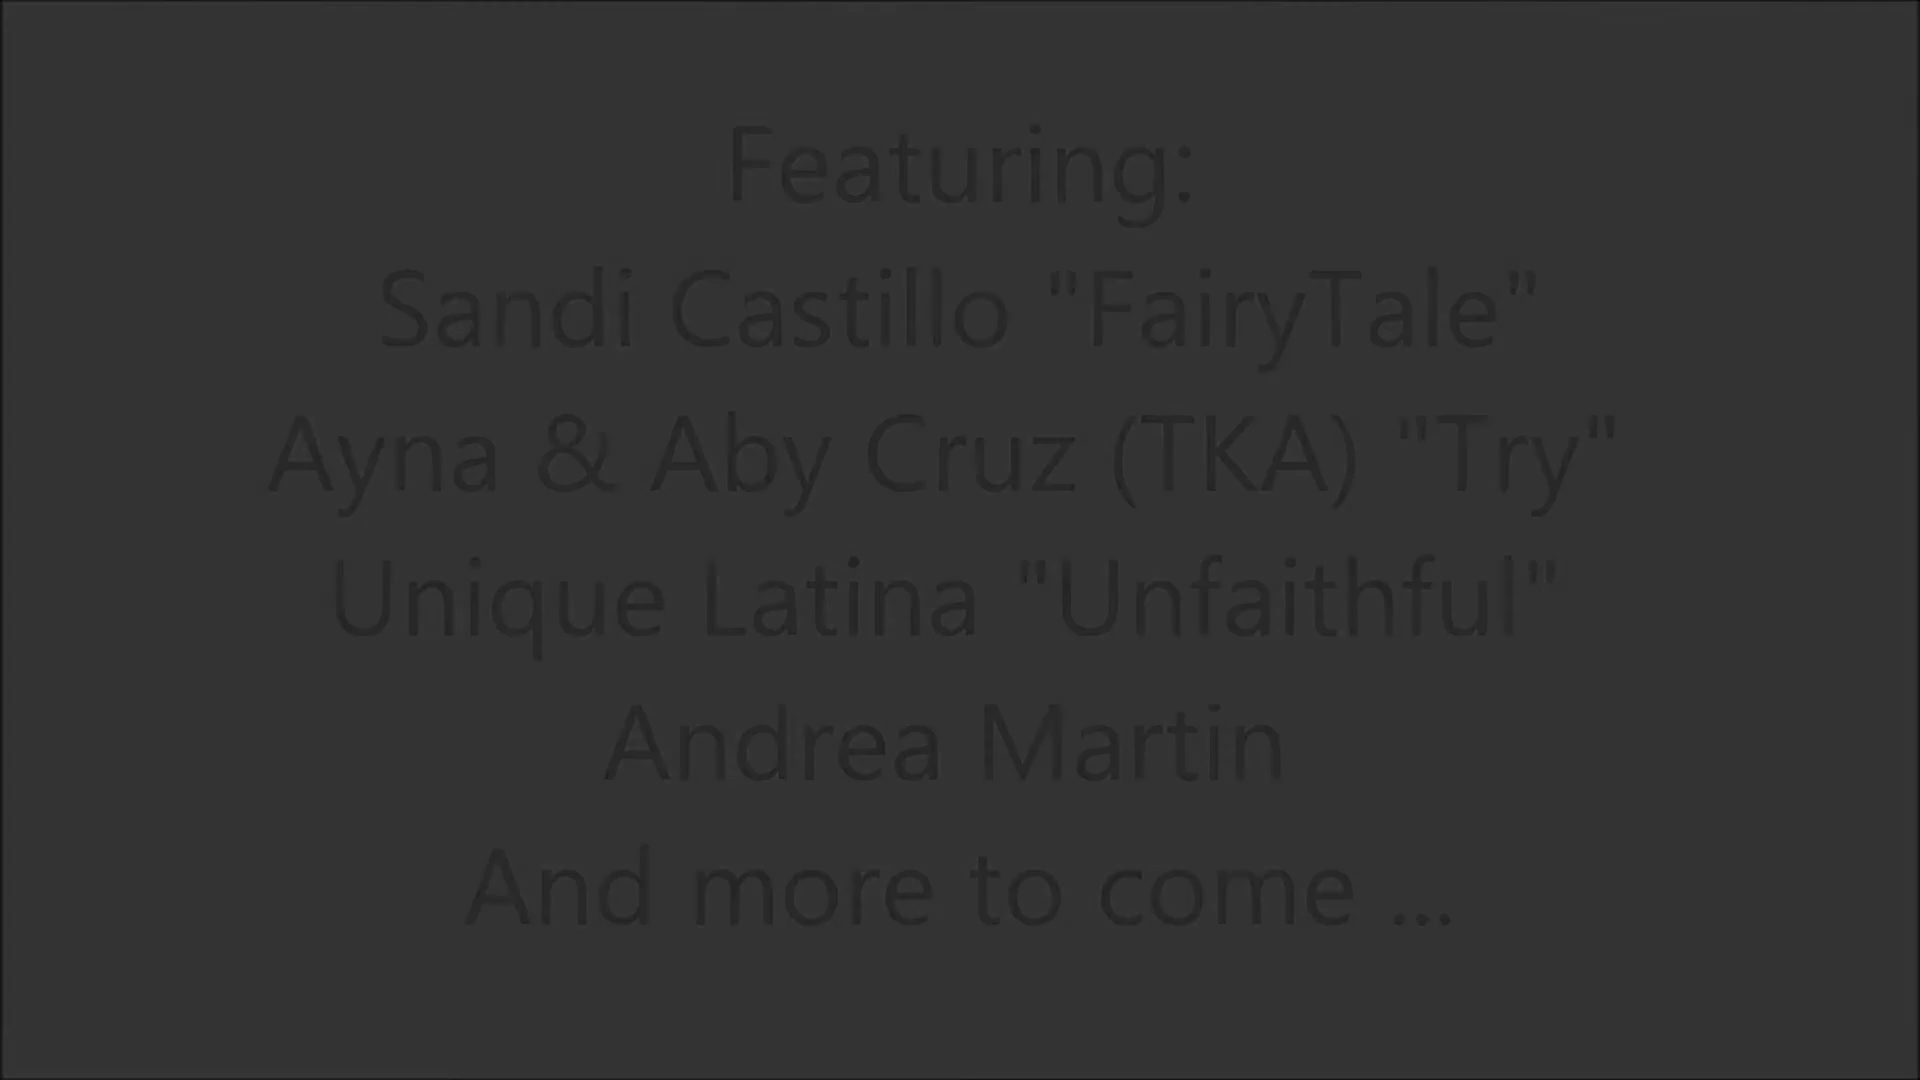 Featuring:
Sandi Castillo "FairyTale"
Ayna & Aby Cruz (TKA) "Try"
Unique Latina "Unfaithful"
Andrea Martin
And more to come ...